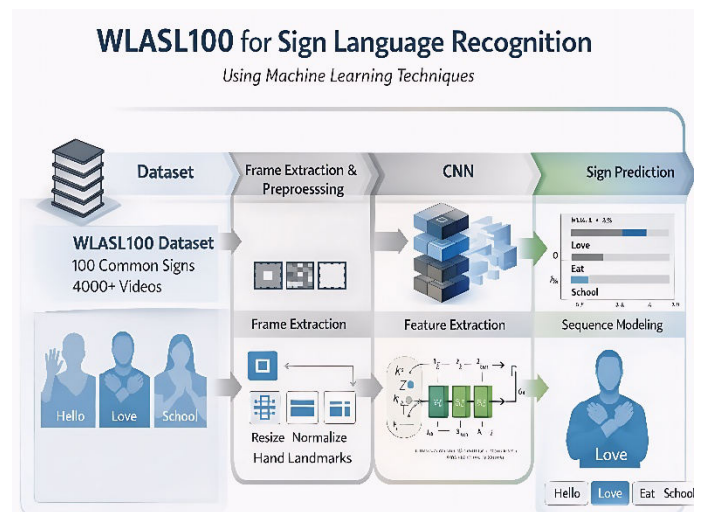 WLASL100 for Sign Language Recognition
Using Machine Learning Techniques
Dataset
Frame Extraction &
Preproesssing
CNN
Sign Prediction
WLASL100 Dataset
100 Common Signs
4000+ Videos
Love
Eat
School
Frame Extraction
Feature Extraction
Sequence Modeling
Hello
Love
School
Resize Normalize
Hand Landmarks
Love
Hello Love Eat School